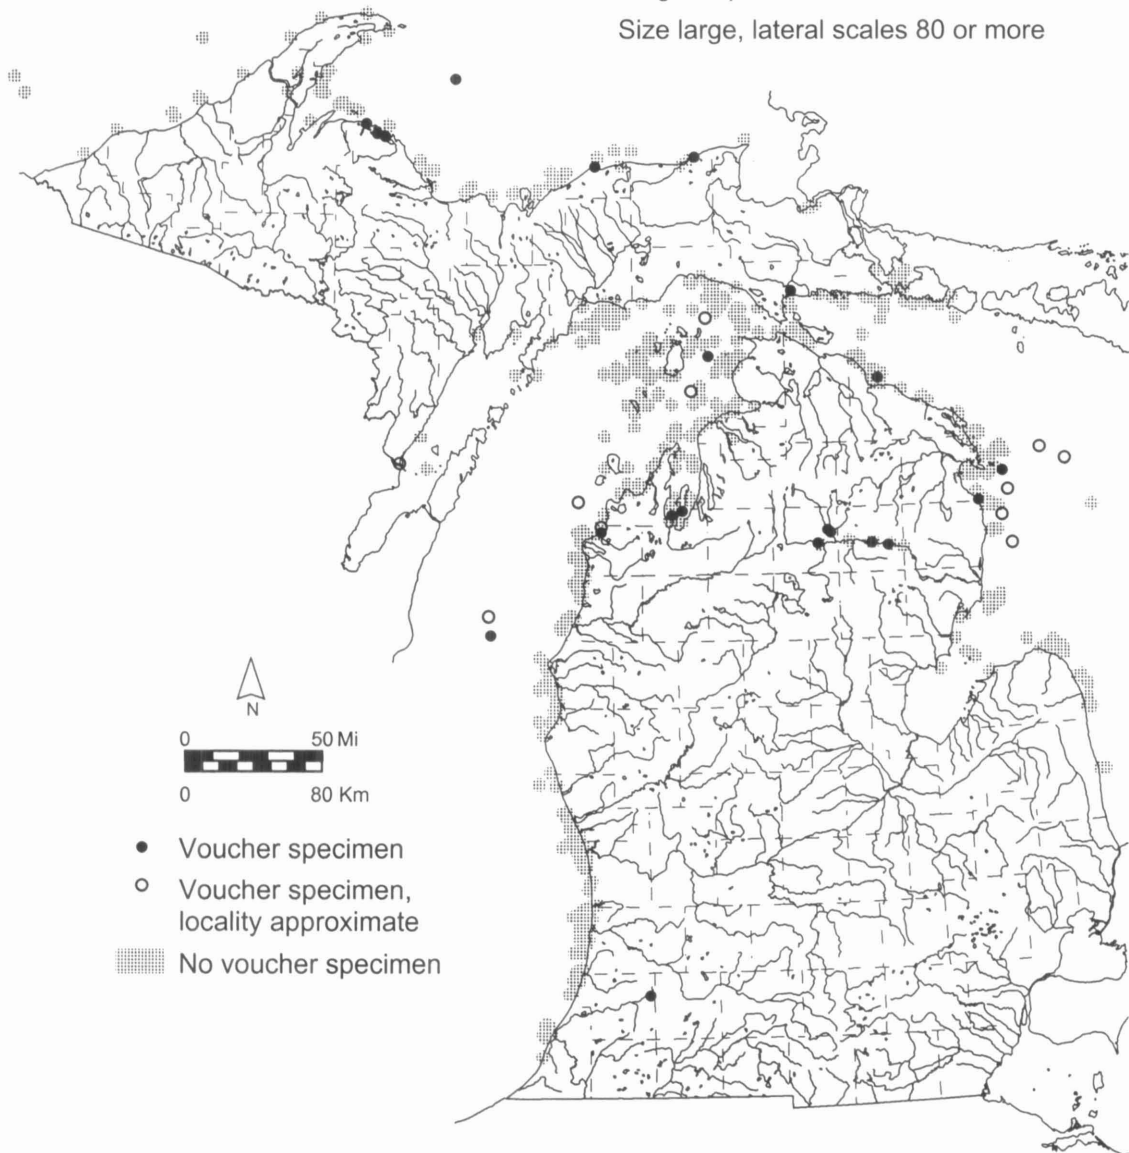 Size large, lateral scales 80 or more
N
0 50 Mi
0 80 Km
Voucher specimen
Voucher specimen,
locality approximate
No voucher specimen